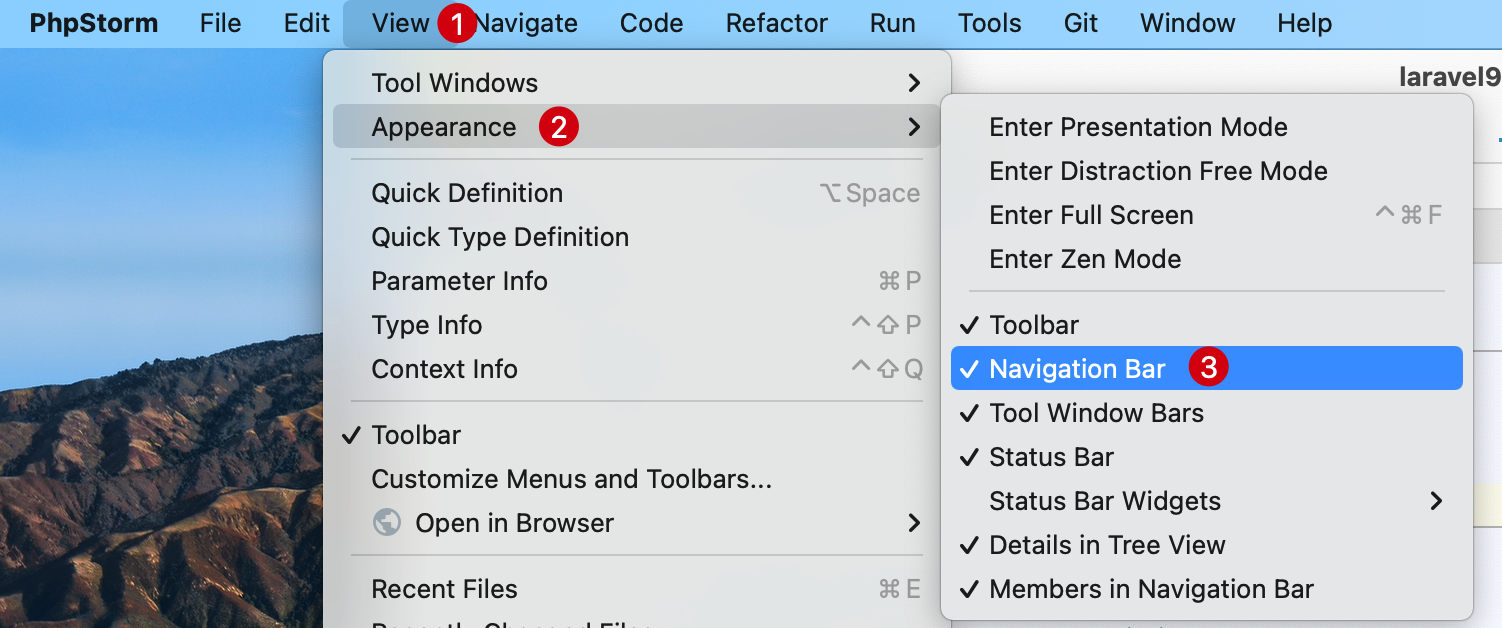 PhpStorm File Edit View 1 Navigate Code Refactor Run Tools Git Window Help
laravel9
Tool Windows
Appearance 2
Quick Definition ⌥Space
Quick Type Definition
Parameter Info ⌘P
Type Info ^⇧P
Context Info ^⇧Q
✓ Toolbar
Customize Menus and Toolbars...
Open in Browser
Recent Files ⌘E
Enter Presentation Mode
Enter Distraction Free Mode
Enter Full Screen ^⌘F
Enter Zen Mode
✓ Toolbar
✓ Navigation Bar 3
✓ Tool Window Bars
✓ Status Bar
Status Bar Widgets
✓ Details in Tree View
✓ Members in Navigation Bar